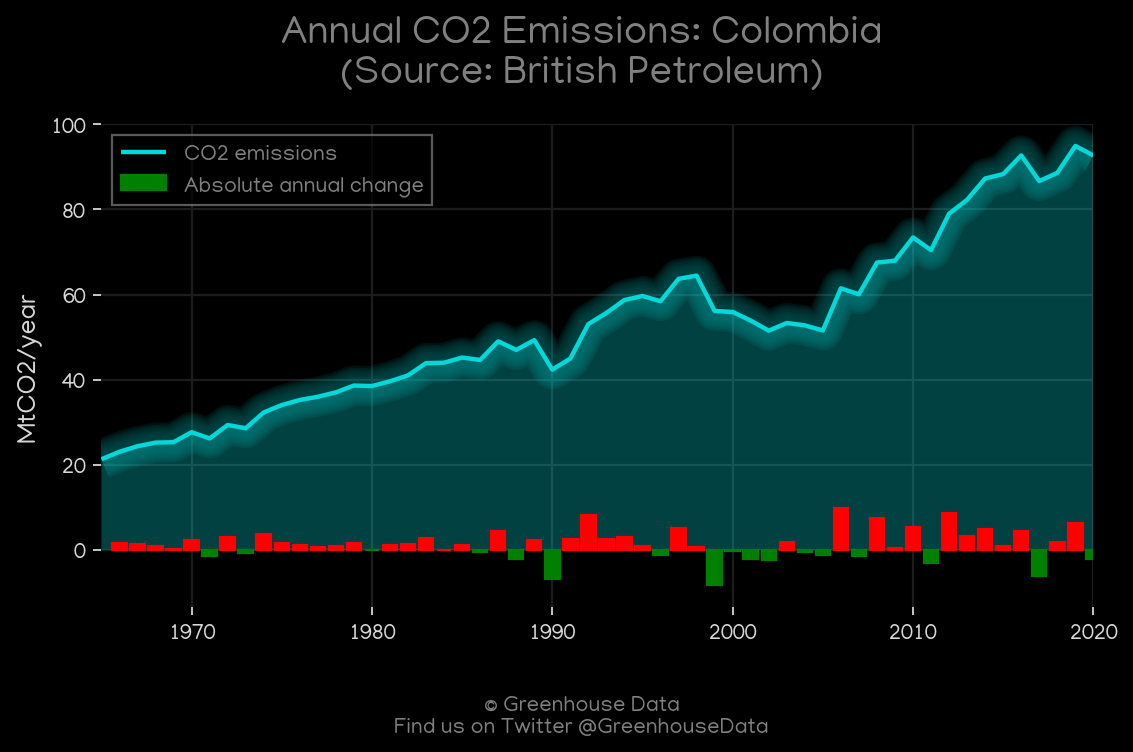 Annual CO2 Emissions: Colombia
(Source: British Petroleum)
CO2 emissions
Absolute annual change
MtCO2/year
100
80
60
40
20
0
1970 1980 1990 2000 2010 2020
© Greenhouse Data
Find us on Twitter @GreenhouseData